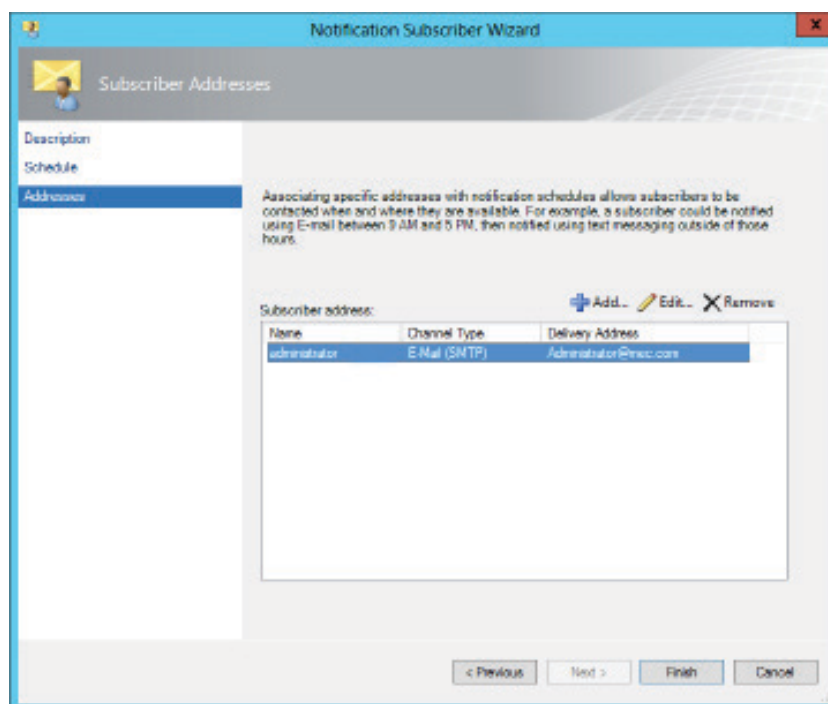 Notification Subscriber Wizard
x
Subscriber Addresses
Description
Schedule
Addresses
Associating specific addresses with notification schedules allows subscribers to be
contacted when and where they are available. For example, a subscriber could be notified
using E-mail between 9 AM and 5 PM, then notified using text messaging outside of those
hours.
Subscriber address:
Add... Edit... Remove
Name Channel Type Delivery Address
administrator E-Mail (SMTP)
< Previous Next > Finish Cancel